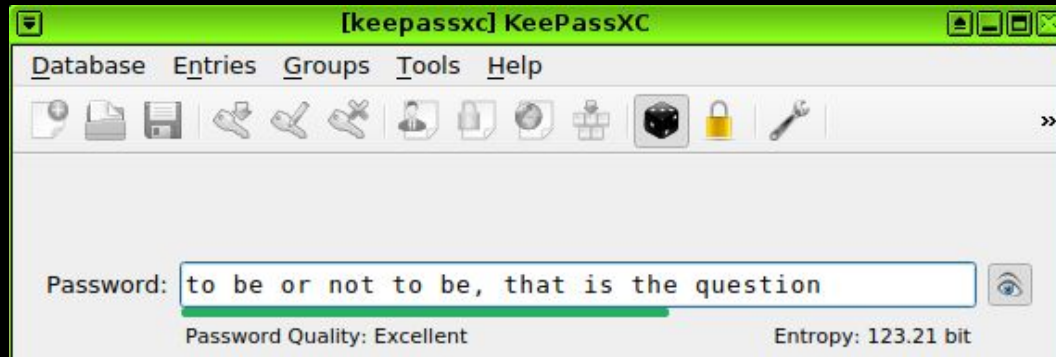 [keepassxc] KeePassXC
Database Entries Groups Tools Help
»
Password: to be or not to be, that is the question
Password Quality: Excellent Entropy: 123.21 bit